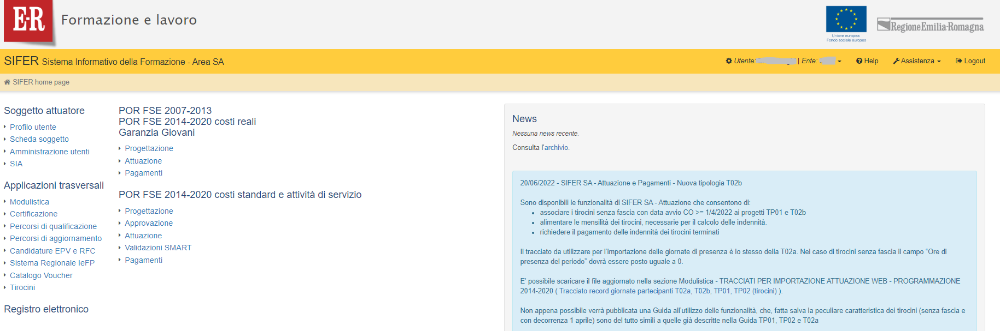 E-R
Formazione e lavoro
Unione europea
Fondo sociale europeo
RegioneEmilia-Romagna
SIFER Sistema Informativo della Formazione - Area SA
Utente: | Ente:
Help
Assistenza
Logout
SIFER home page
Soggetto attuatore
Profilo utente
Scheda soggetto
Amministrazione utenti
SIA
Applicazioni trasversali
Modulistica
Certificazione
Percorsi di qualificazione
Percorsi di aggiornamento
Candidature EPV e RFC
Sistema Regionale IeFP
Catalogo Voucher
Tirocini
Registro elettronico
POR FSE 2007-2013
POR FSE 2014-2020 costi reali
Garanzia Giovani
Progettazione
Attuazione
Pagamenti
POR FSE 2014-2020 costi standard e attività di servizio
Progettazione
Approvazione
Attuazione
Validazioni SMART
Pagamenti
News
Nessuna news recente.
Consulta l'archivio.
20/06/2022 - SIFER SA - Attuazione e Pagamenti - Nuova tipologia T02b
Sono disponibili le funzionalità di SIFER SA - Attuazione che consentono di:
• associare i tirocini senza fascia con data avvio CO >= 1/4/2022 ai progetti TP01 e T02b
• alimentare le mensilità dei tirocini, necessarie per il calcolo delle indennità.
• richiedere il pagamento delle indennità dei tirocini terminati
Il tracciato da utilizzare per l'importazione delle giornate di presenza è lo stesso della T02a. Nel caso di tirocini senza fascia il campo “Ore di
presenza del periodo” dovrà essere posto uguale a 0.
E' possibile scaricare il file aggiornato nella sezione Modulistica - TRACCIATI PER IMPORTAZIONE ATTUAZIONE WEB - PROGRAMMAZIONE
2014-2020 ( Tracciato record giornate partecipanti T02a, T02b, TP01, TP02 (tirocini) ).
Non appena possibile verrà pubblicata una Guida all'utilizzo delle funzionalità, che, fatta salva la peculiare caratteristica dei tirocini (senza fascia e
con decorrenza 1 aprile) sono del tutto simili a quelle già descritte nella Guida TP01, TP02 e T02a